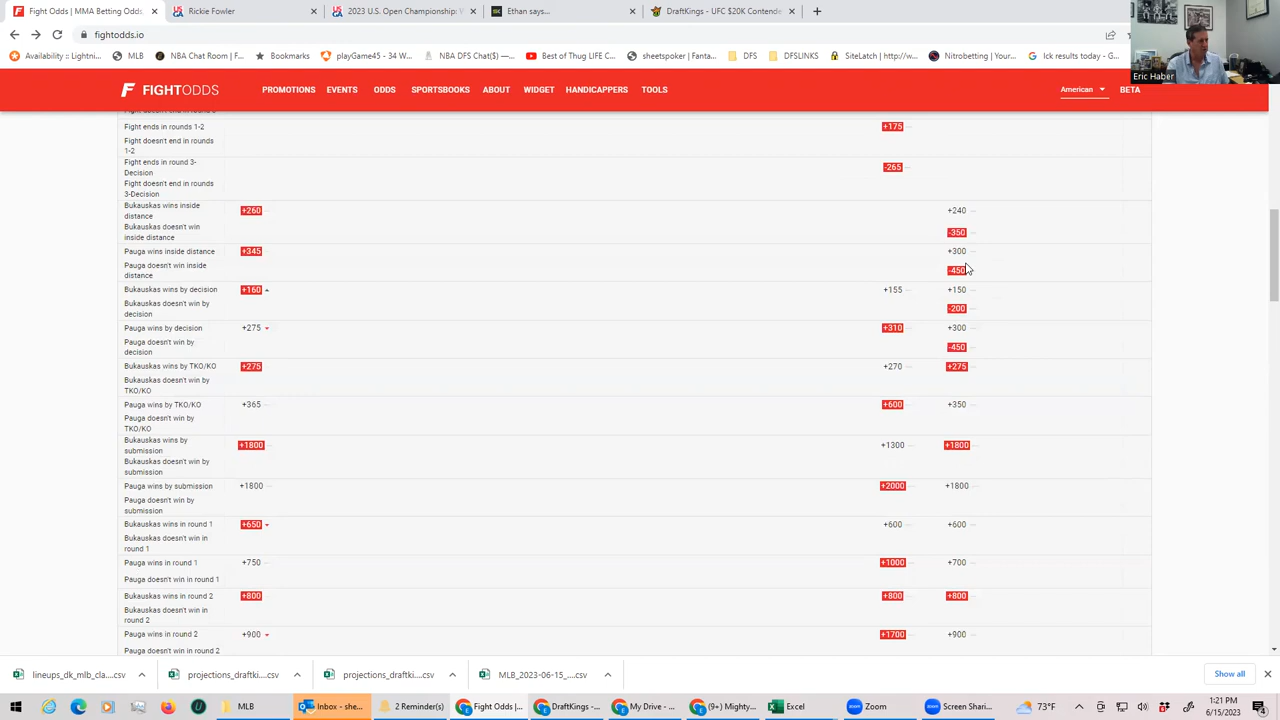 Fight Odds | MMA Betting Odds
Rickie Fowler
2023 U.S. Open Championship: W
Ethan says...
DraftKings - UFC $20K Contende
fightodds.io
Availability :: Lightni...
MLB
NBA Chat Room | F...
Bookmarks
playGame45 - 34 W...
NBA DFS Chat($) —...
Best of Thug LIFE C...
sheetspoker | Fanta...
DFS
DFSLINKS
SiteLatch | http://w...
Nitrobetting | Your...
Ick results today - G...
Eric Haber
FIGHTODDS
PROMOTIONS
EVENTS
ODDS
SPORTSBOOKS
ABOUT
WIDGET
HANDICAPPERS
TOOLS
American
BETA
Fight ends in rounds 1-2
+175
Fight doesn't end in rounds
1-2
Fight ends in round 3-
Decision
-265
Fight doesn't end in rounds
3-Decision
Bukauskas wins inside
distance
+260
+240
Bukauskas doesn't win
inside distance
-350
Pauga wins inside distance
+345
+300
Pauga doesn't win inside
distance
-450
Bukauskas wins by decision
+160
+155
+150
Bukauskas doesn't win by
decision
-200
Pauga wins by decision
+275
+310
+300
Pauga doesn't win by
decision
-450
Bukauskas wins by TKO/KO
+275
+270
+275
Bukauskas doesn't win by
TKO/KO
Pauga wins by TKO/KO
+365
+600
+350
Pauga doesn't win by
TKO/KO
Bukauskas wins by
submission
+1800
+1300
+1800
Bukauskas doesn't win by
submission
Pauga wins by submission
+1800
+2000
+1800
Pauga doesn't win by
submission
Bukauskas wins in round 1
+650
+600
+600
Bukauskas doesn't win in
round 1
Pauga wins in round 1
+750
+1000
+700
Pauga doesn't win in round 1
Bukauskas wins in round 2
+800
+800
+800
Bukauskas doesn't win in
round 2
Pauga wins in round 2
+900
+1700
+900
Pauga doesn't win in round 2
lineups_dk_mlb_cla....csv
projections_draftki....csv
projections_draftki....csv
MLB_2023-06-15_....csv
Show all
MLB
Inbox - she...
2 Reminder(s)
Fight Odds |...
DraftKings -...
My Drive - ...
(9+) Mighty...
Excel
Zoom
Screen Shari...
73°F
1:21 PM
6/15/2023